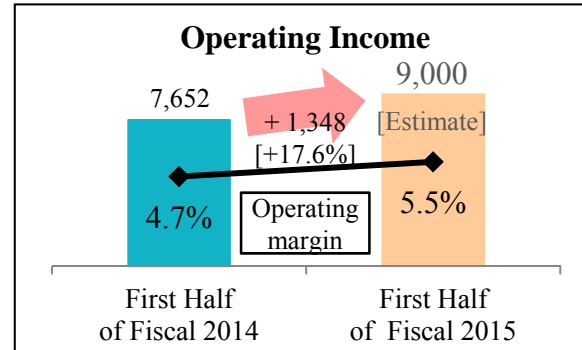 Operating Income
7,652
9,000
+ 1,348
[+17.6%]
[Estimate]
4.7%
Operating
margin
5.5%
First Half
of Fiscal 2014
First Half
of Fiscal 2015